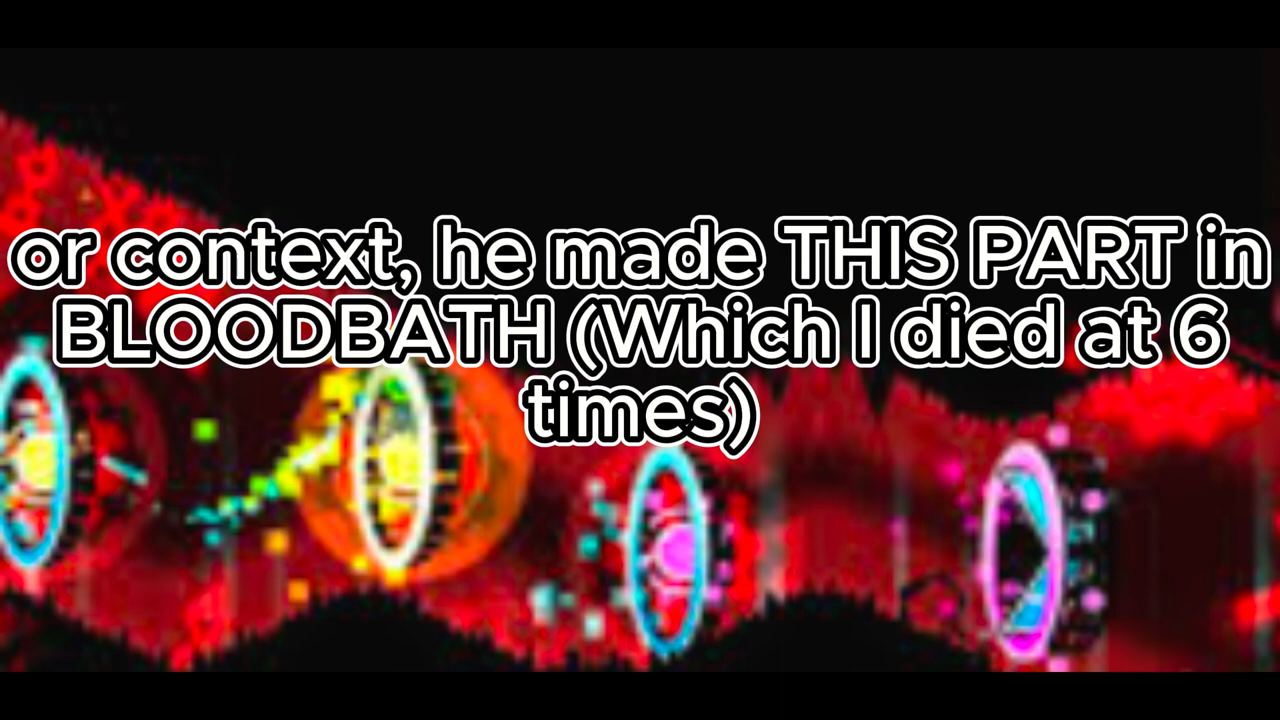 or context, he made THIS PART in
BLOODBATH (Which I died at 6
times)